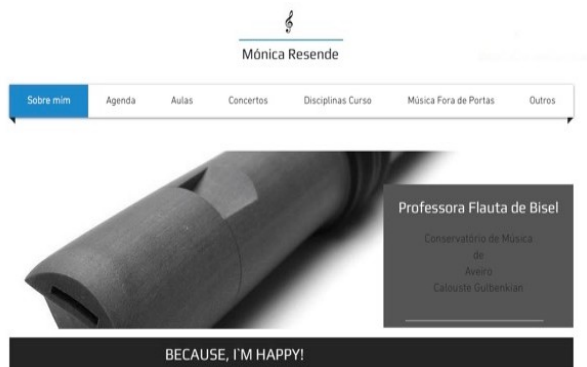 Mónica Resende
Sobre mim Agenda Aulas Concertos Disciplinas Curso Música Fora de Portas Outros
Professora Flauta de Bisel
Conservatório de Música
de
Aveiro
Calouste Gulbenkian
BECAUSE, I`M HAPPY!